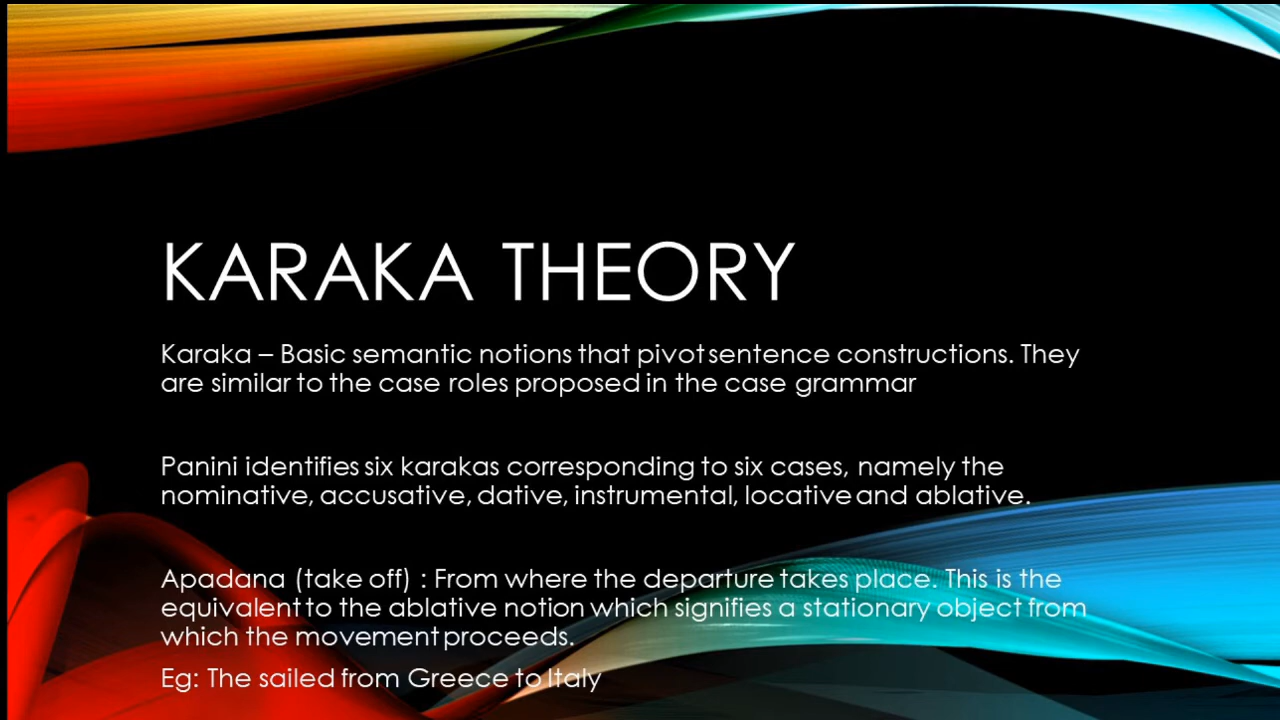 KARAKA THEORY
Karaka – Basic semantic notions that pivot sentence constructions. They
are similar to the case roles proposed in the case grammar
Panini identifies six karakas corresponding to six cases, namely the
nominative, accusative, dative, instrumental, locative and ablative.
Apadana (take off) : From where the departure takes place. This is the
equivalent to the ablative notion which signifies a stationary object from
which the movement proceeds.
Eg: The sailed from Greece to Italy